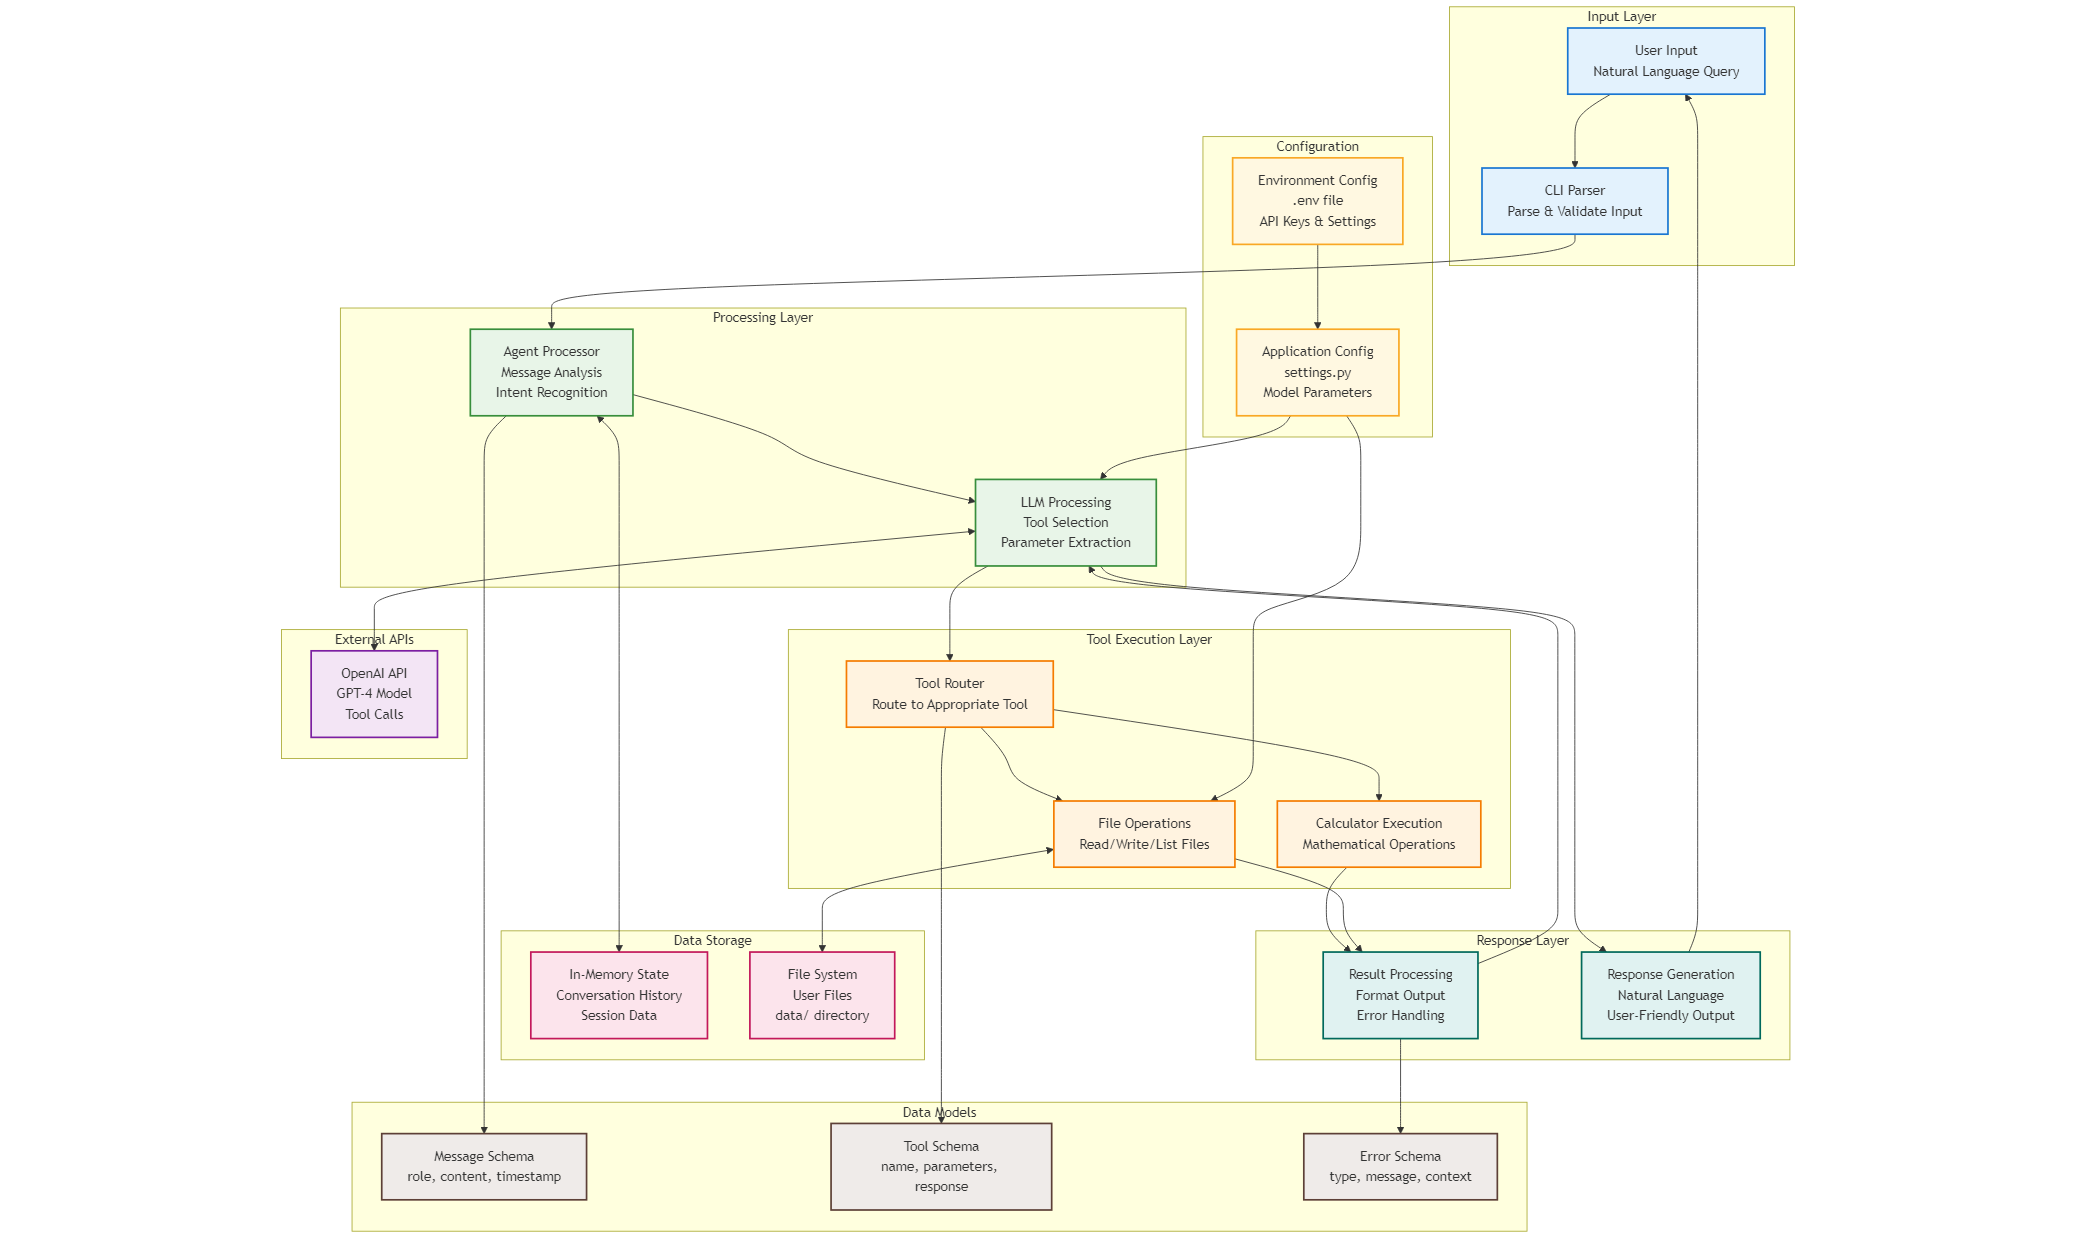 Input Layer
User Input
Natural Language Query
CLI Parser
Parse & Validate Input
Configuration
Environment Config
.env file
API Keys & Settings
Application Config
settings.py
Model Parameters
Processing Layer
Agent Processor
Message Analysis
Intent Recognition
LLM Processing
Tool Selection
Parameter Extraction
External APIs
OpenAI API
GPT-4 Model
Tool Calls
Tool Execution Layer
Tool Router
Route to Appropriate Tool
File Operations
Read/Write/List Files
Calculator Execution
Mathematical Operations
Data Storage
In-Memory State
Conversation History
Session Data
File System
User Files
data/ directory
Response Layer
Result Processing
Format Output
Error Handling
Response Generation
Natural Language
User-Friendly Output
Data Models
Message Schema
role, content, timestamp
Tool Schema
name, parameters,
response
Error Schema
type, message, context